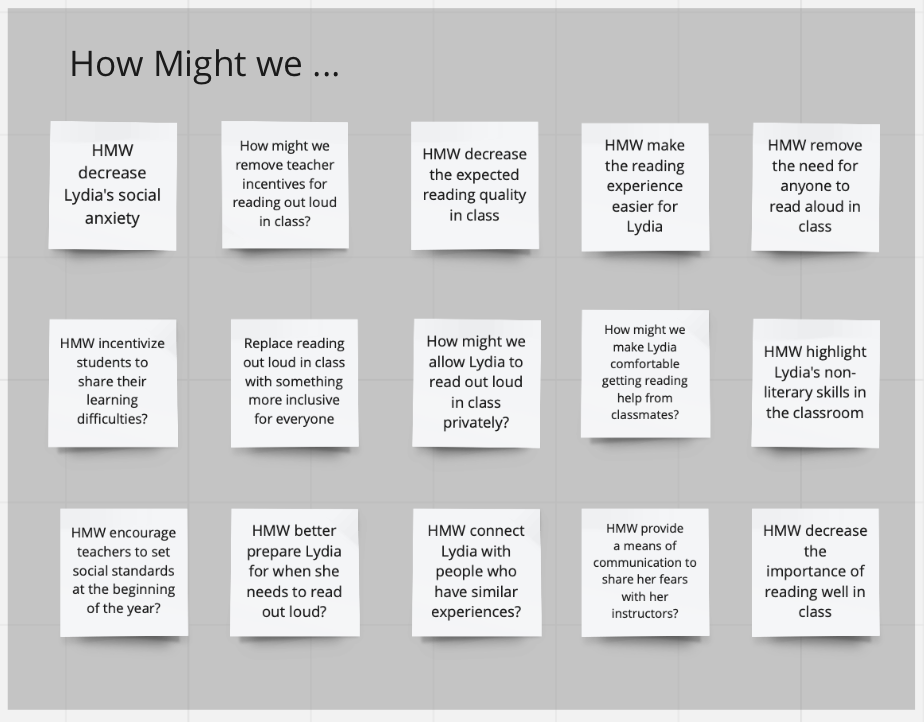 How Might we ...
HMW
decrease
Lydia's social
anxiety
How might we
remove teacher
incentives for
reading out loud
in class?
HMW decrease
the expected
reading quality
in class
HMW make
the reading
experience
easier for
Lydia
HMW remove
the need for
anyone to
read aloud in
class
HMW incentivize
students to
share their
learning
difficulties?
Replace reading
out loud in class
with something
more inclusive
for everyone
How might we
allow Lydia to
read out loud
in class
privately?
How might we
make Lydia
comfortable
getting reading
help from
classmates?
HMW highlight
Lydia's non-
literary skills in
the classroom
HMW encourage
teachers to set
social standards
at the beginning
of the year?
HMW better
prepare Lydia
for when she
needs to read
out loud?
HMW connect
Lydia with
people who
have similar
experiences?
HMW provide
a means of
communication to
share her fears
with her
instructors?
HMW decrease
the
importance of
reading well in
class